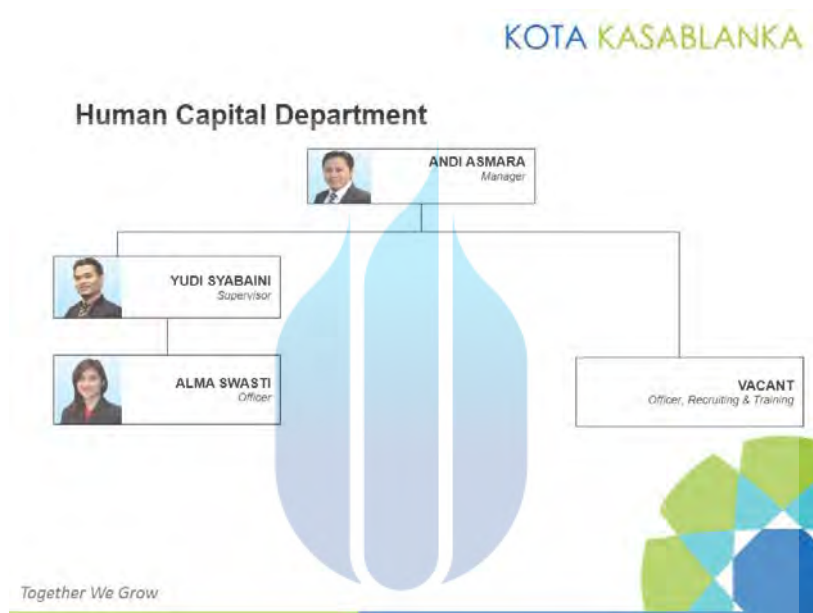 KOTA KASABLANKA
Human Capital Department
ANDI ASMARA
Manager
YUDI SYABAINI
Supervisor
ALMA SWASTI
Officer
VACANT
Officer, Recruiting & Training
Together We Grow